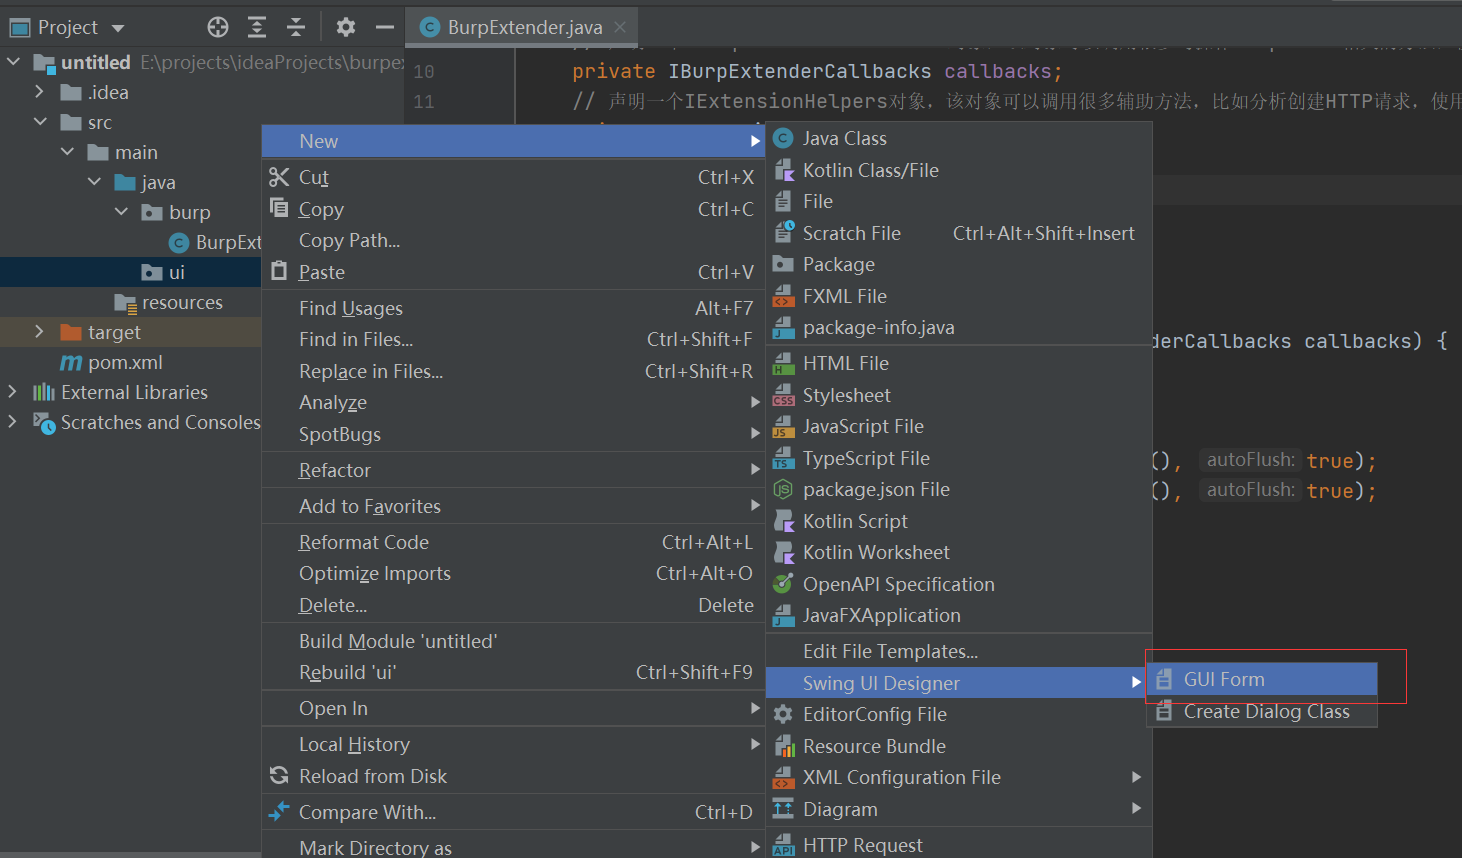 Project
BurpExtender.java
untitled E:\projects\ideaProjects\burpex
.idea
src
main
java
burp
BurpExt
ui
resources
target
pom.xml
External Libraries
Scratches and Consoles
10 private IBurpExtenderCallbacks callbacks;
11 // 声明一个IExtensionHelpers对象，该对象可以调用很多辅助方法，比如分析创建HTTP请求，使用
derCallbacks callbacks) {
(), autoFlush: true);
(), autoFlush: true);
New
Cut Ctrl+X
Copy Ctrl+C
Copy Path...
Paste Ctrl+V
Find Usages Alt+F7
Find in Files... Ctrl+Shift+F
Replace in Files... Ctrl+Shift+R
Analyze
SpotBugs
Refactor
Add to Favorites
Reformat Code Ctrl+Alt+L
Optimize Imports Ctrl+Alt+O
Delete... Delete
Build Module 'untitled'
Rebuild 'ui' Ctrl+Shift+F9
Open In
Local History
Reload from Disk
Compare With... Ctrl+D
Mark Directory as
Java Class
Kotlin Class/File
File
Scratch File Ctrl+Alt+Shift+Insert
Package
FXML File
package-info.java
HTML File
Stylesheet
JavaScript File
TypeScript File
package.json File
Kotlin Script
Kotlin Worksheet
OpenAPI Specification
JavaFXApplication
Edit File Templates...
Swing UI Designer
EditorConfig File
Resource Bundle
XML Configuration File
Diagram
HTTP Request
GUI Form
Create Dialog Class